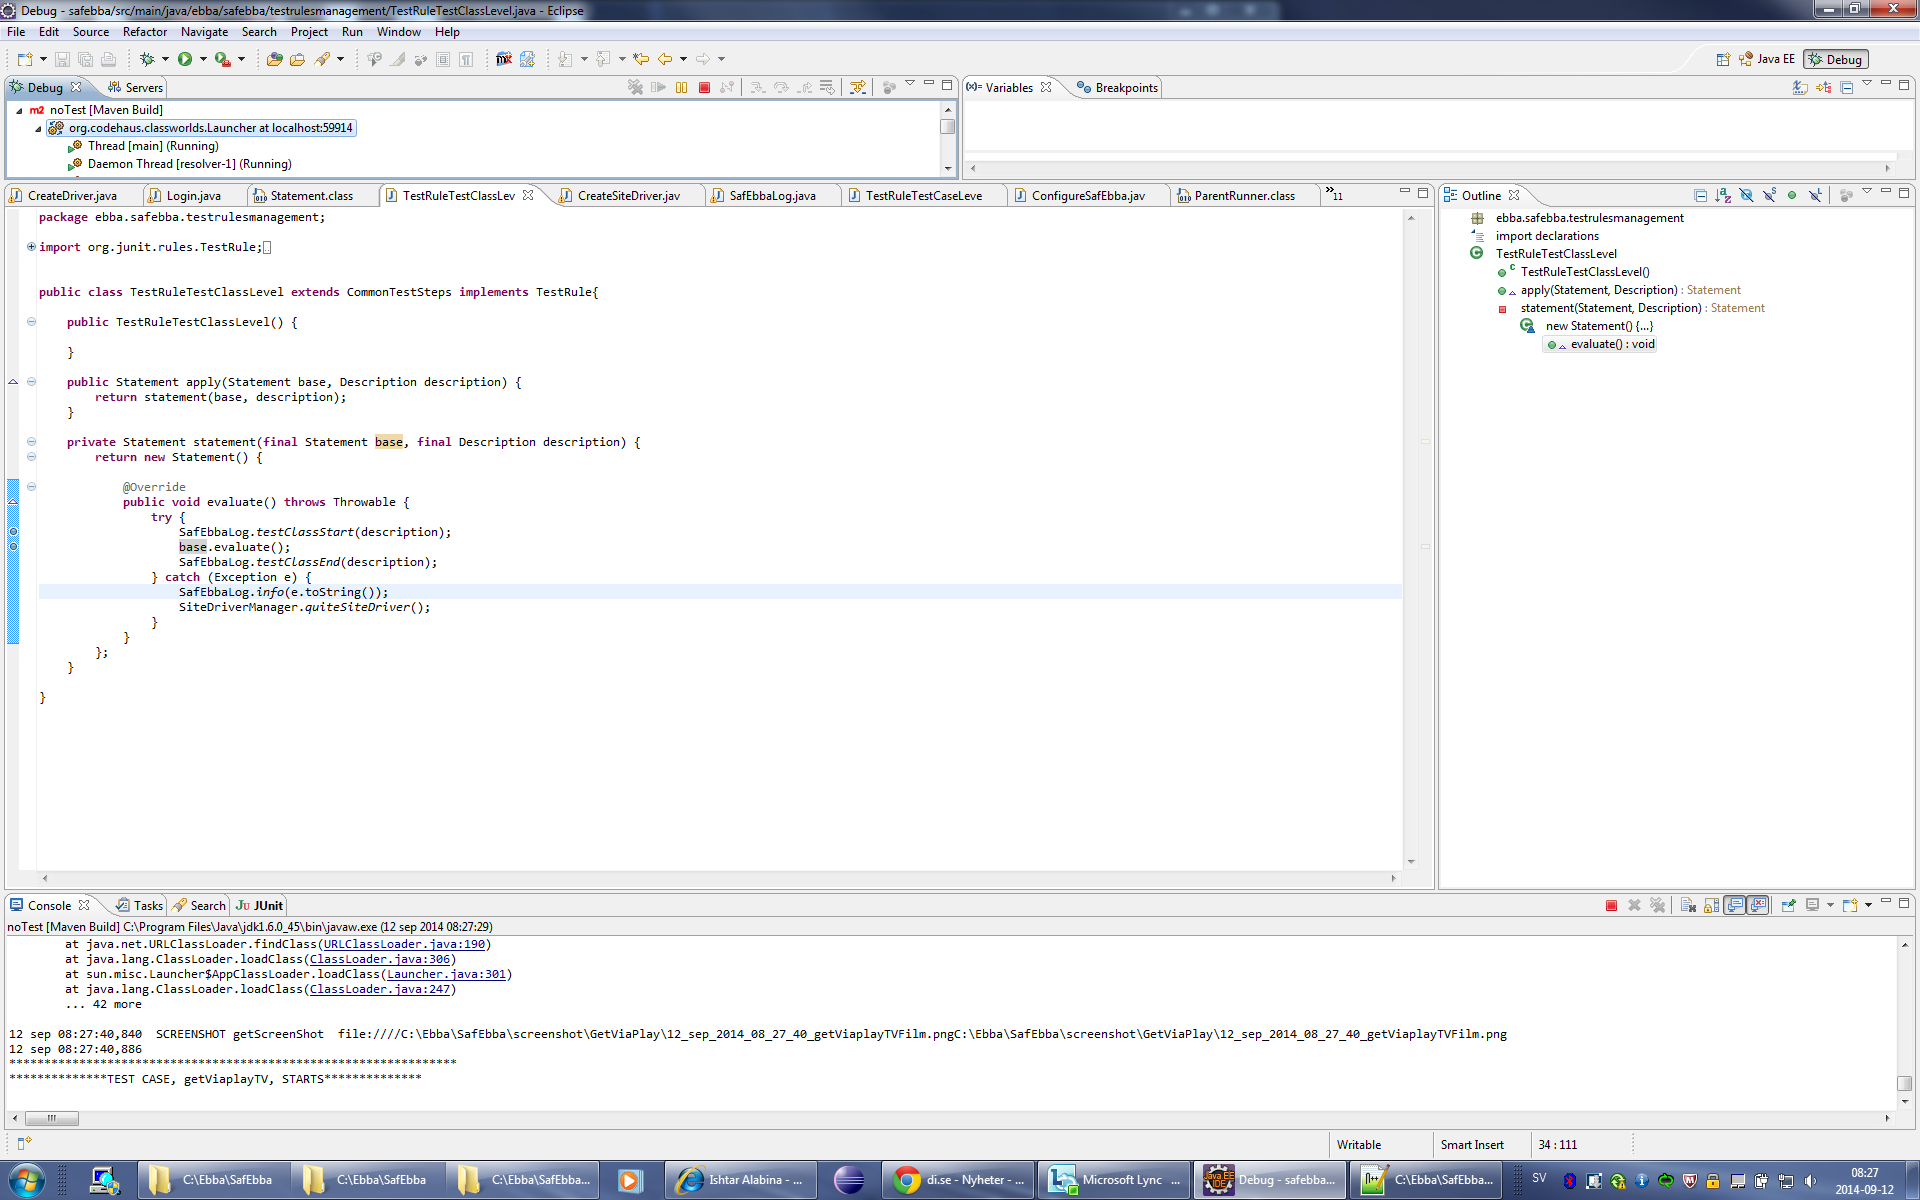 Debug - safebba/src/main/java/ebba/safebba/testrulesmanagement/TestRuleTestClassLevel.java - Eclipse
File Edit Source Refactor Navigate Search Project Run Window Help
Java EE Debug
Debug Servers
noTest [Maven Build]
org.codehaus.classworlds.Launcher at localhost:59914
Thread [main] (Running)
Daemon Thread [resolver-1] (Running)
(x)= Variables Breakpoints
CreateDriver.java Login.java Statement.class TestRuleTestClassLev CreateSiteDriver.jav SafEbbaLog.java TestRuleTestCaseLeve ConfigureSafEbba.jav ParentRunner.class »11
package ebba.safebba.testrulesmanagement;
import org.junit.rules.TestRule;
public class TestRuleTestClassLevel extends CommonTestSteps implements TestRule{
public TestRuleTestClassLevel() {
}
public Statement apply(Statement base, Description description) {
return statement(base, description);
}
private Statement statement(final Statement base, final Description description) {
return new Statement() {
@Override
public void evaluate() throws Throwable {
try {
SafEbbaLog.testClassStart(description);
base.evaluate();
SafEbbaLog.testClassEnd(description);
} catch (Exception e) {
SafEbbaLog.info(e.toString());
SiteDriverManager.quiteSiteDriver();
}
}
};
}
}
Outline
ebba.safebba.testrulesmanagement
import declarations
TestRuleTestClassLevel
TestRuleTestClassLevel()
apply(Statement, Description) : Statement
statement(Statement, Description) : Statement
new Statement() {...}
evaluate() : void
Console Tasks Search JUnit
noTest [Maven Build] C:\Program Files\Java\jdk1.6.0_45\bin\javaw.exe (12 sep 2014 08:27:29)
at java.net.URLClassLoader.findClass(URLClassLoader.java:190)
at java.lang.ClassLoader.loadClass(ClassLoader.java:306)
at sun.misc.Launcher$AppClassLoader.loadClass(Launcher.java:301)
at java.lang.ClassLoader.loadClass(ClassLoader.java:247)
... 42 more
12 sep 08:27:40,840 SCREENSHOT getScreenShot file:////C:\Ebba\SafEbba\screenshot\GetViaPlay\12_sep_2014_08_27_40_getViaplayTVFilm.pngC:\Ebba\SafEbba\screenshot\GetViaPlay\12_sep_2014_08_27_40_getViaplayTVFilm.png
12 sep 08:27:40,886
****************************************************************
**************TEST CASE, getViaplayTV, STARTS**************
Writable Smart Insert 34 : 111
C:\Ebba\SafEbba C:\Ebba\SafEbba C:\Ebba\SafEbba... Ishtar Alabina - ... di.se - Nyheter - ... Microsoft Lync ... Debug - safebba... C:\Ebba\SafEbba... SV 08:27
2014-09-12